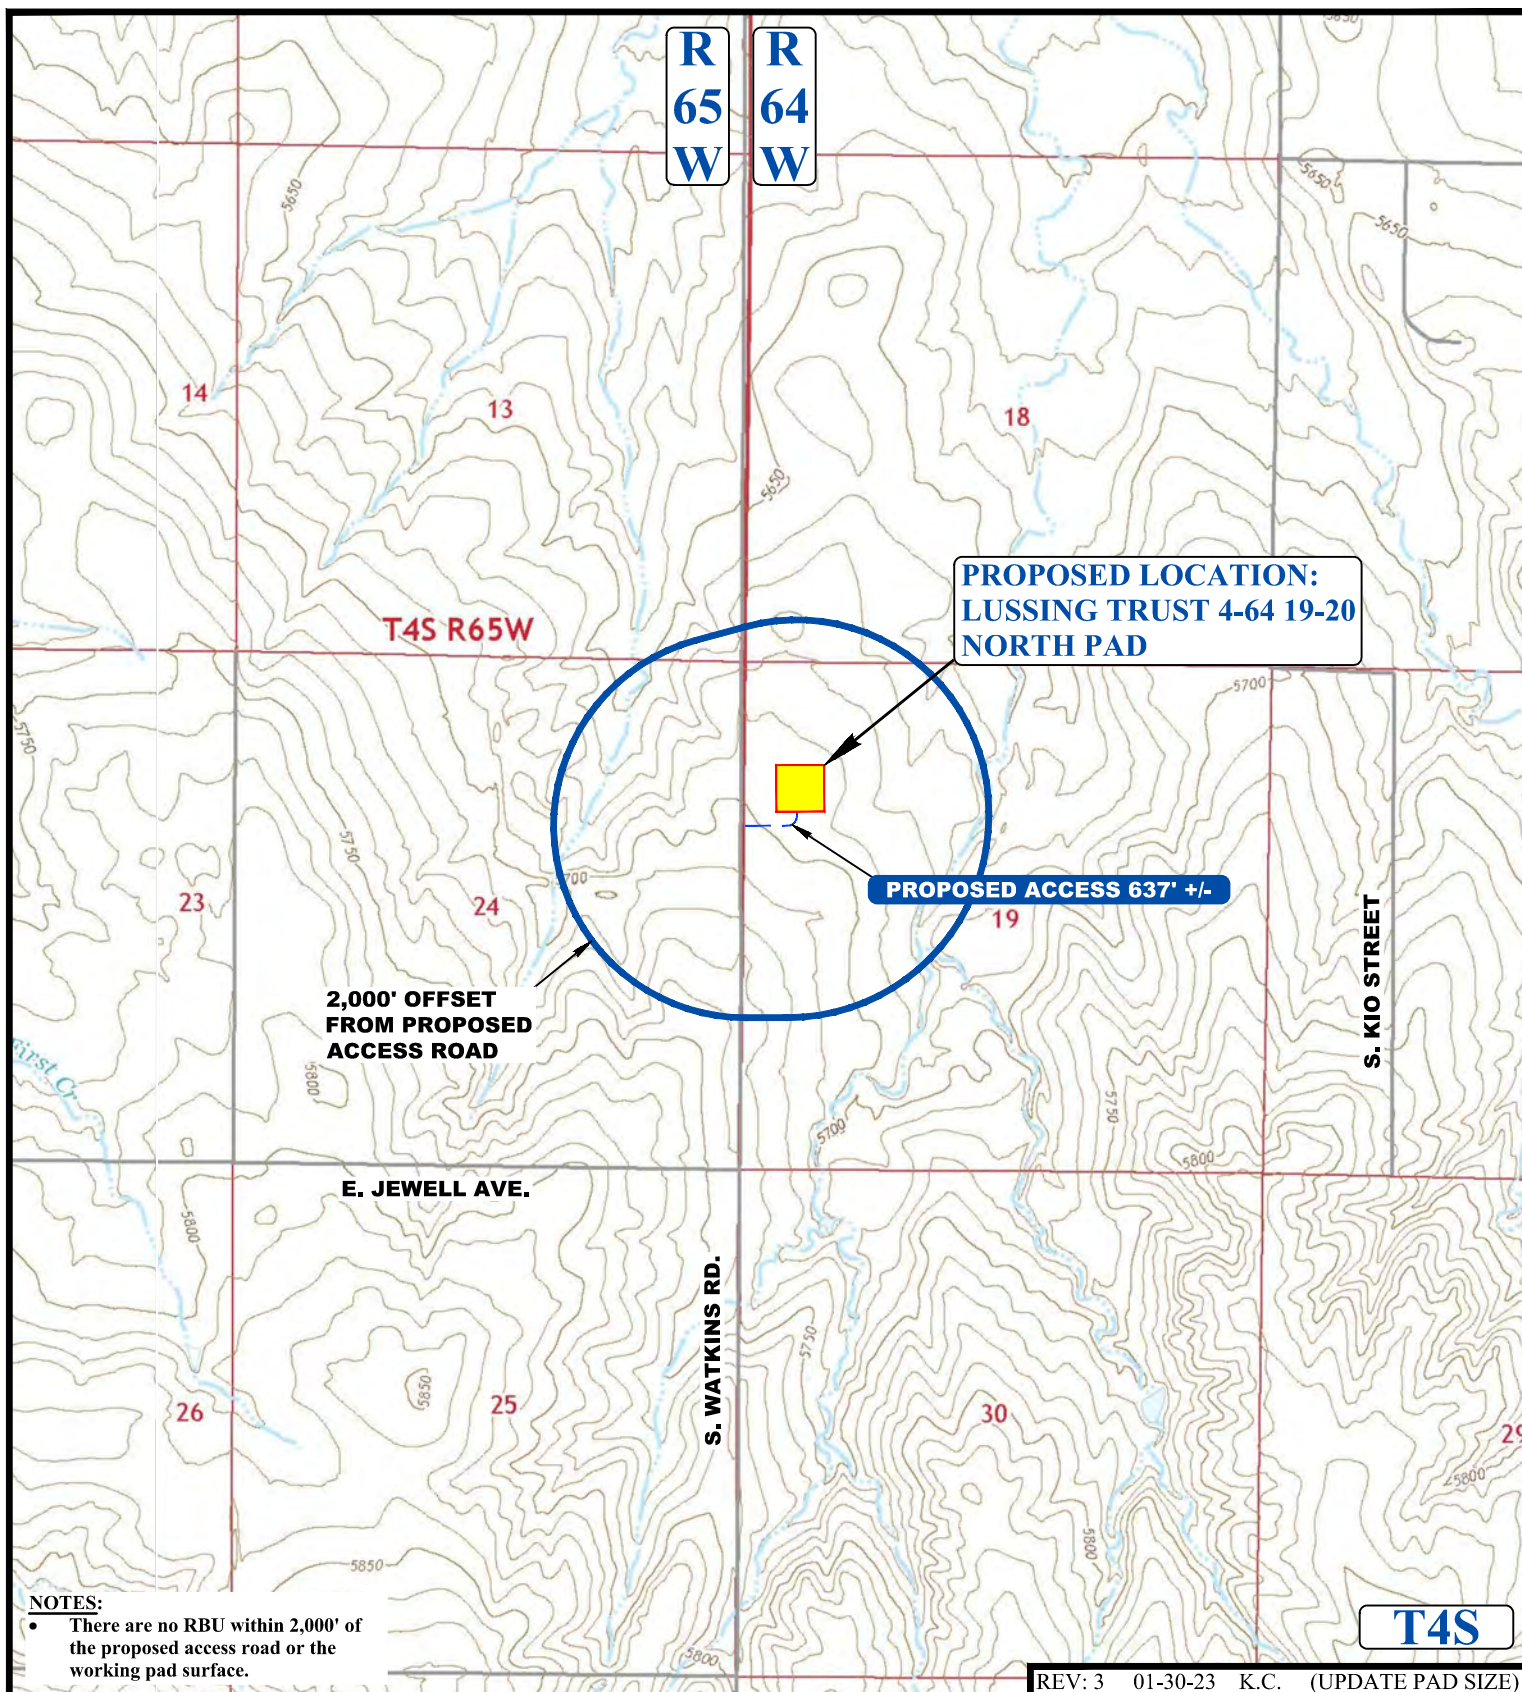 5650
R
65
W
R
64
W
5650
5650
5650
14
13
18
5650
PROPOSED LOCATION:
LUSSING TRUST 4-64 19-20
NORTH PAD
T4S R65W
5700
5750
5750
700
PROPOSED ACCESS 637' +/-
23
24
19
S. KIO STREET
2,000' OFFSET
FROM PROPOSED
ACCESS ROAD
First Cr
5800
5750
5700
5800
E. JEWELL AVE.
5800
S. WATKINS RD.
5750
5850
26
25
30
29
5800
5800
5850
NOTES:
• There are no RBU within 2,000' of
the proposed access road or the
working pad surface.
5800
T4S
REV: 3 01-30-23 K.C. (UPDATE PAD SIZE)